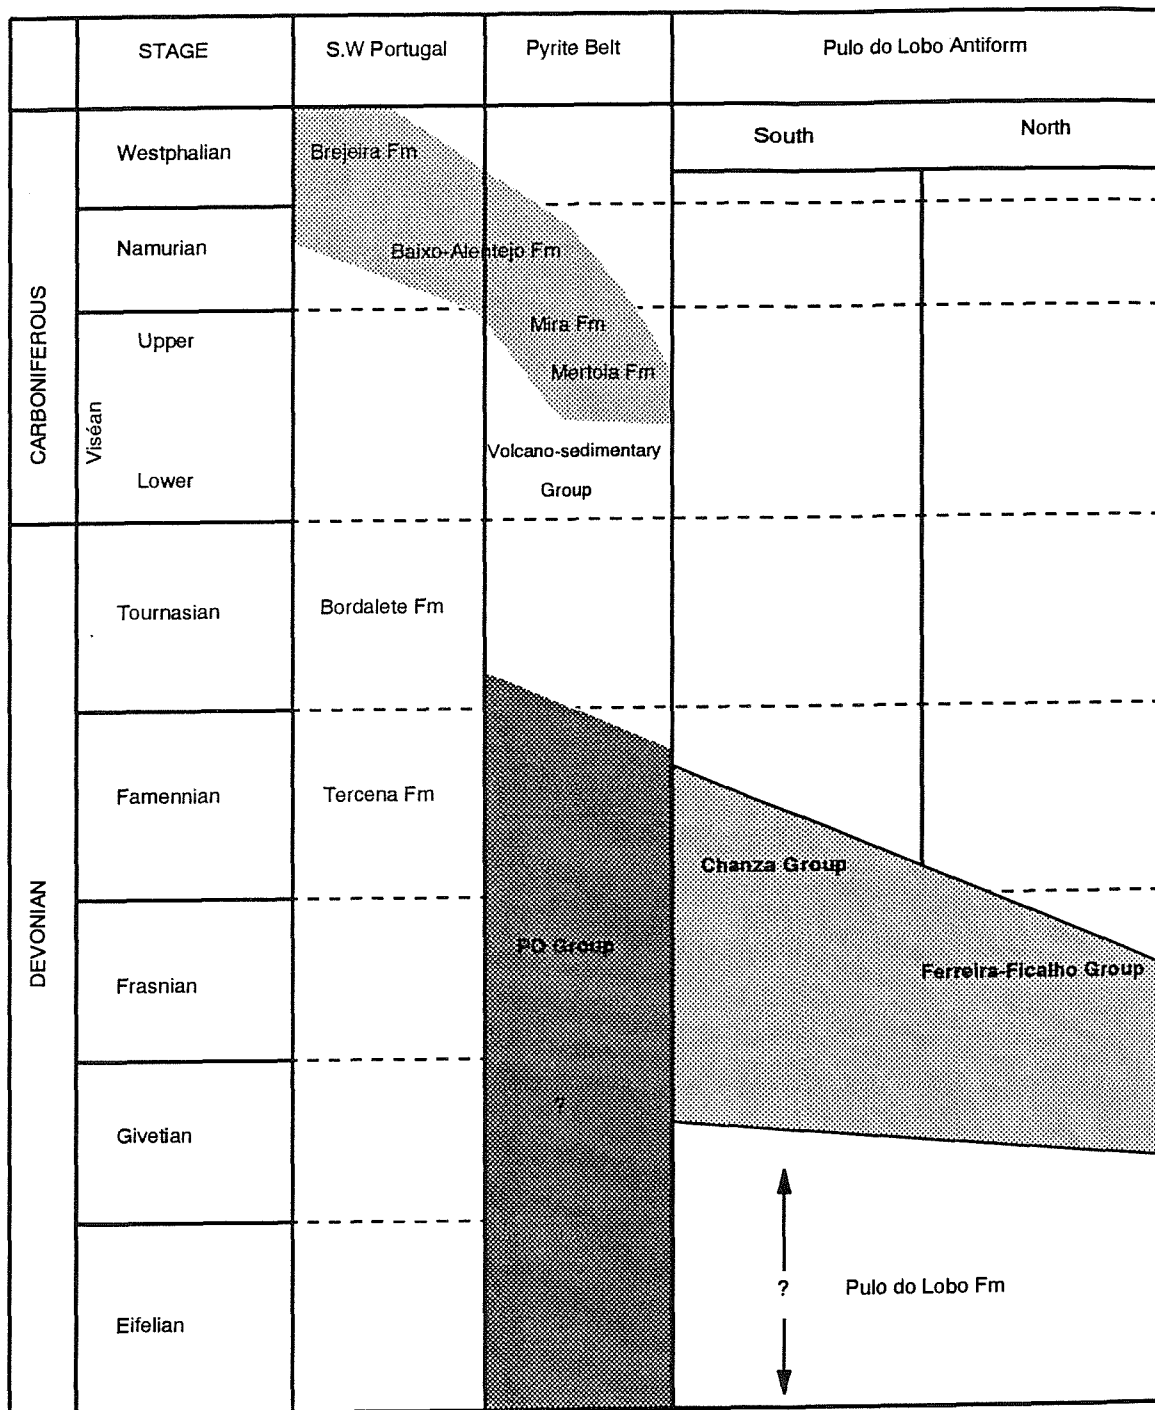 STAGE
S.W Portugal
Pyrite Belt
Pulo do Lobo Antiform
South
North
CARBONIFEROUS
Westphalian
Brejeira Fm
Namurian
Baixo-Alentejo Fm
Viséan
Upper
Mira Fm
Mertola Fm
Lower
Volcano-sedimentary
Group
DEVONIAN
Tournasian
Bordalete Fm
Famennian
Tercena Fm
Chanza Group
Frasnian
PQ Group
Ferreira-Ficalho Group
?
Givetian
Eifelian
?
Pulo do Lobo Fm